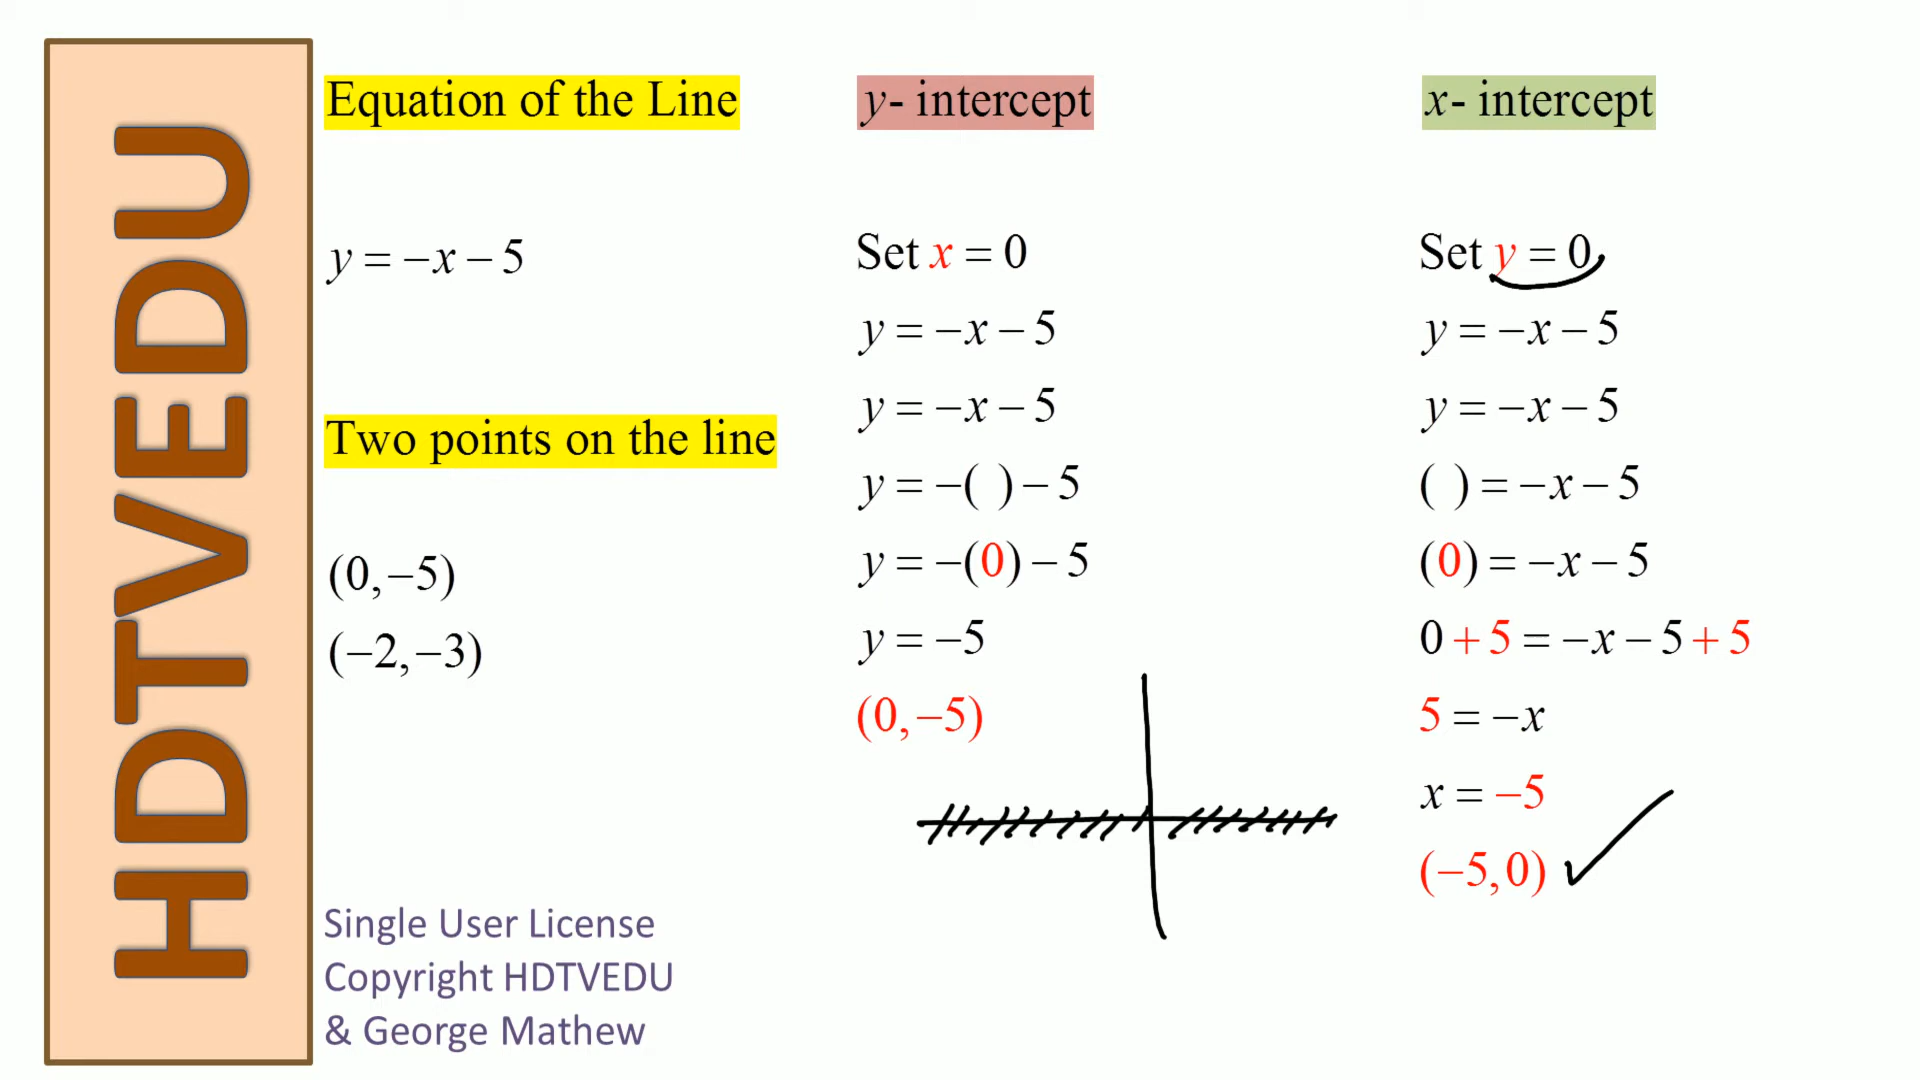 HDTVEDU
Equation of the Line
y = −x − 5
Two points on the line
(0, −5)
(−2, −3)
Single User License
Copyright HDTVEDU
& George Mathew
y- intercept
Set x = 0
y = −x − 5
y = −x − 5
y = −( ) − 5
y = −(0) − 5
y = −5
(0, −5)
x- intercept
Set y = 0
y = −x − 5
y = −x − 5
( ) = −x − 5
(0) = −x − 5
0 + 5 = −x − 5 + 5
5 = −x
x = −5
(−5, 0)